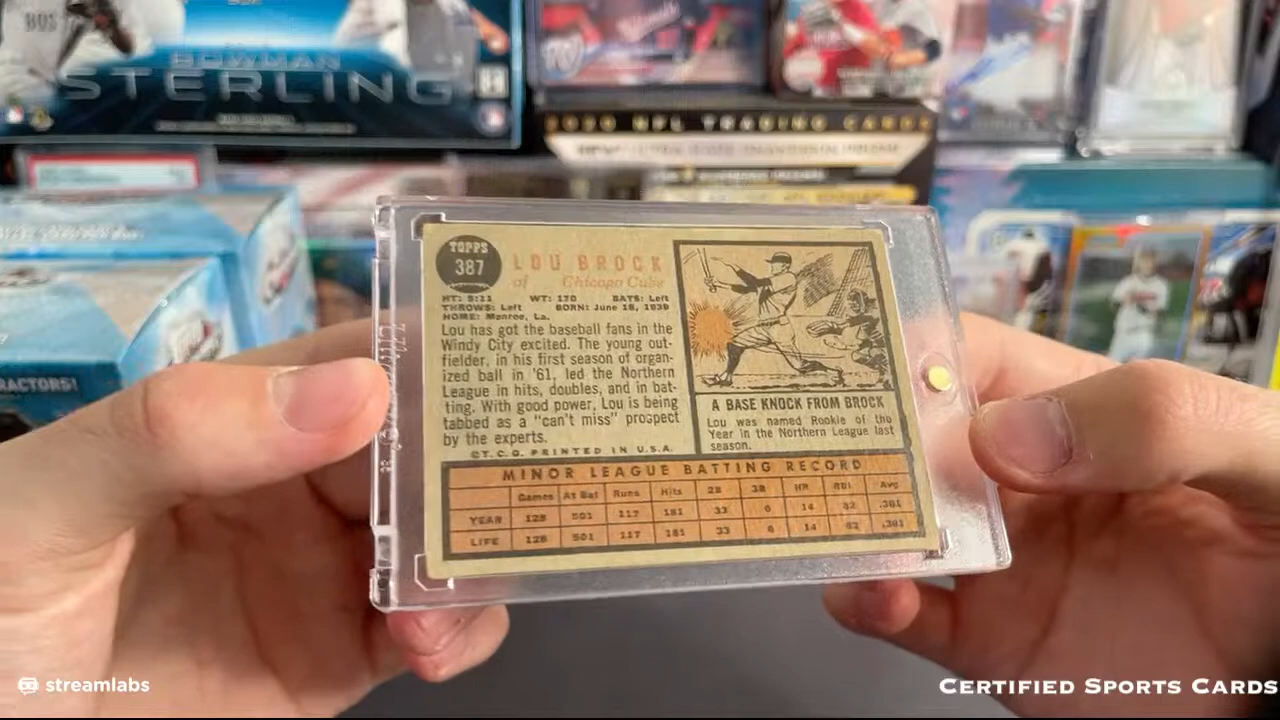 BOS
BOWMAN
STERLING
2020 NFL TRADING CARDS
RACTORS!
TOPPS
387
LOU BROCK
of Chicago Cubs
HT: 5:11 WT: 170 BATS: Left
THROWS: Left BORN: June 18, 1939
HOME: Monroe, La.
Lou has got the baseball fans in the
Windy City excited. The young out-
fielder, in his first season of organ-
ized ball in '61, led the Northern
League in hits, doubles, and in bat-
ting. With good power, Lou is being
tabbed as a "can't miss" prospect
by the experts.
©T.C.G. PRINTED IN U.S.A.
A BASE KNOCK FROM BROCK
Lou was named Rookie of the
Year in the Northern League last
season.
MINOR LEAGUE BATTING RECORD
Games At Bat Runs Hits 2B 3B HR RBI Avg
YEAR 128 501 117 181 33 6 14 82 .361
LIFE 128 501 117 181 33 6 14 82 .361
streamlabs
CERTIFIED SPORTS CARDS